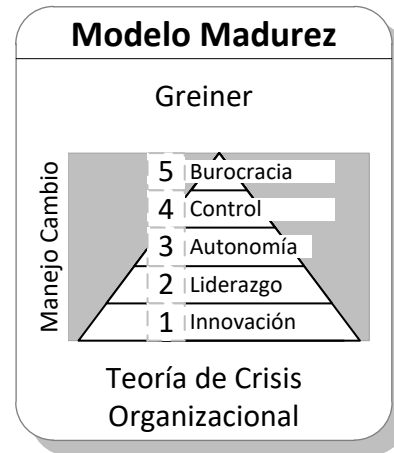 Modelo Madurez
Greiner
Manejo Cambio
5 Burocracia
4 Control
3 Autonomía
2 Liderazgo
1 Innovación
Teoría de Crisis
Organizacional